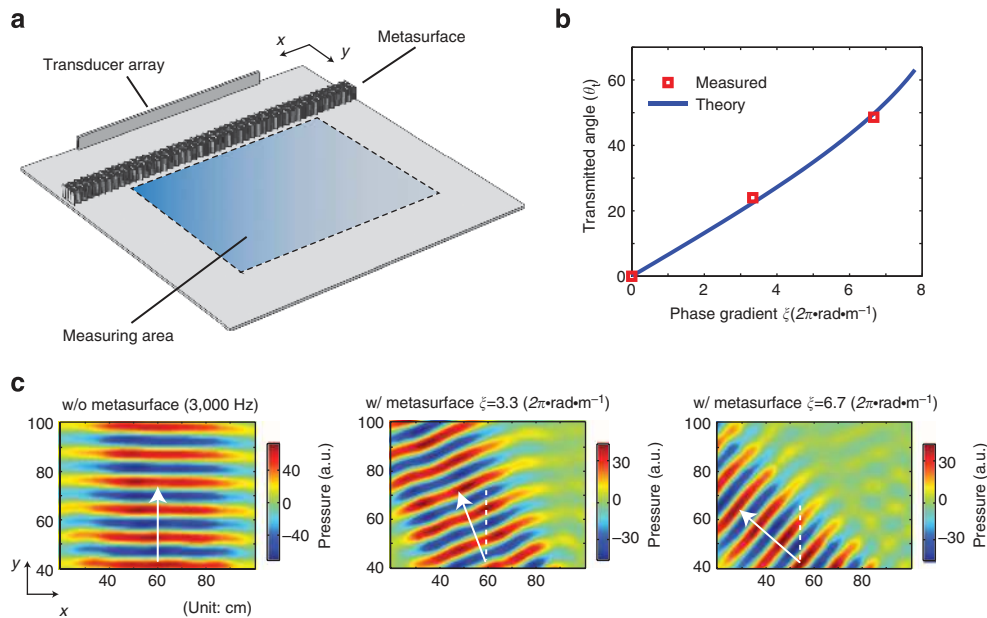 a
x
y
Metasurface
Transducer array
Measuring area
b
Transmitted angle (θt)
60
40
20
0
Measured
Theory
0
2
4
6
8
Phase gradient ξ(2π•rad•m⁻¹)
c
w/o metasurface (3,000 Hz)
100
80
60
40
40
60
80
40
0
−40
Pressure (a.u.)
y
x
(Unit: cm)
w/ metasurface ξ=3.3 (2π•rad•m⁻¹)
100
80
60
40
40
60
80
30
0
−30
Pressure (a.u.)
w/ metasurface ξ=6.7 (2π•rad•m⁻¹)
100
80
60
40
40
60
80
30
0
−30
Pressure (a.u.)